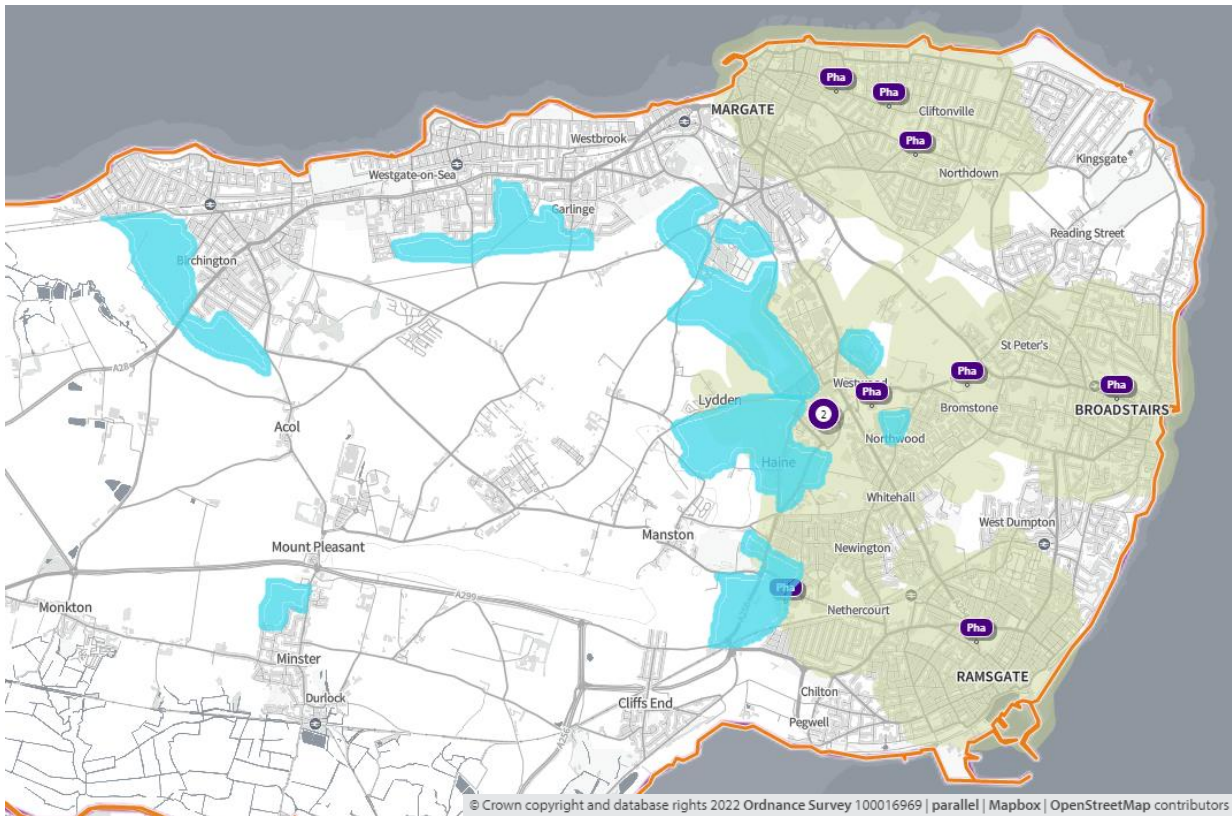 Pha
Pha
Cliftonville
MARGATE
Westbrook
Pha
Kingsgate
Westgate-on-Sea
Northdown
Garlinge
Reading Street
Birchington
St Peter's
A28
Pha
Westwood
Pha
Pha
Lydden
Bromstone
BROADSTAIRS
2
Acol
Northwood
Haine
Whitehall
West Dumpton
Manston
Mount Pleasant
Newington
Pha
A299
Monkton
Nethercourt
Pha
Minster
RAMSGATE
Durlock
Cliffs End
Chilton
Pegwell
A256
© Crown copyright and database rights 2022 Ordnance Survey 100016969 | parallel | Mapbox | OpenStreetMap contributors